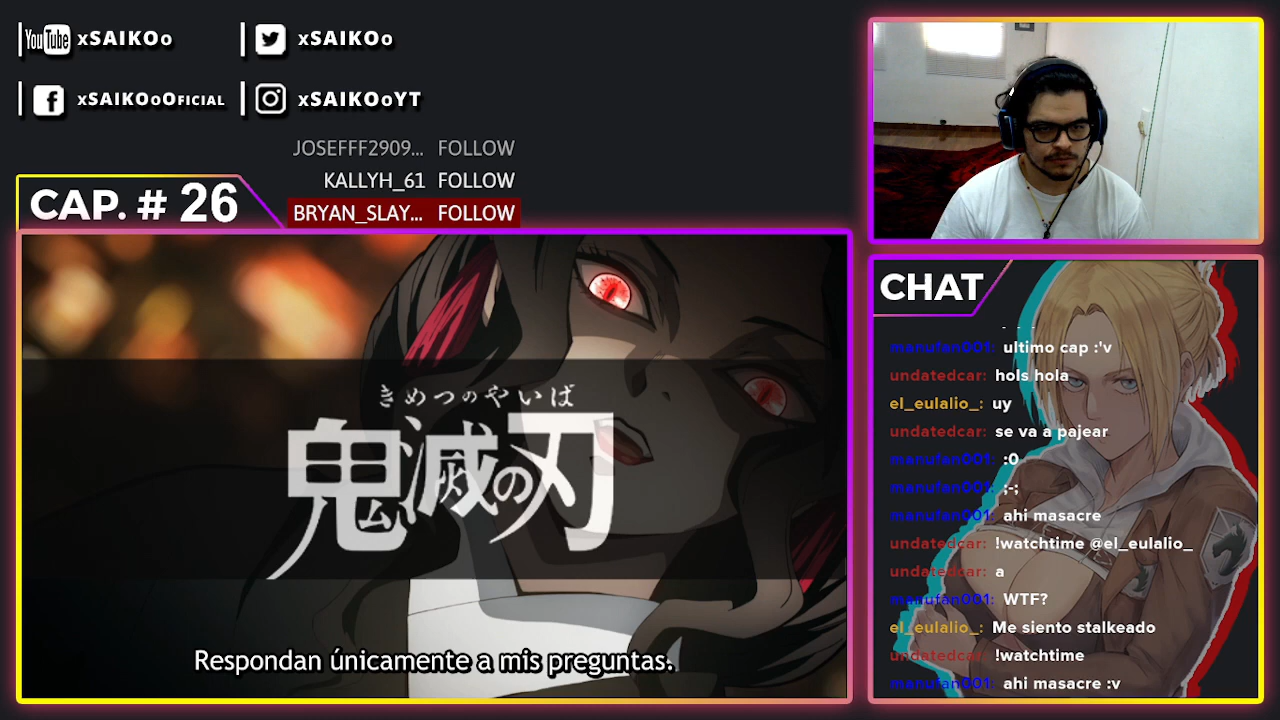 YouTube xSAIKOo
xSAIKOo
xSAIKOoOFICIAL
xSAIKOoYT
JOSEFFF2909... FOLLOW
KALLYH_61 FOLLOW
BRYAN_SLAY... FOLLOW
CAP. # 26
きめつのやいば
鬼滅の刃
Respondan únicamente a mis preguntas.
CHAT
manufan001: ultimo cap :'v
undatedcar: hols hola
el_eulalio_: uy
undatedcar: se va a pajear
manufan001: :0
manufan001: ;-;
manufan001: ahi masacre
undatedcar: !watchtime @el_eulalio_
undatedcar: a
manufan001: WTF?
el_eulalio_: Me siento stalkeado
undatedcar: !watchtime
manufan001: ahi masacre :v